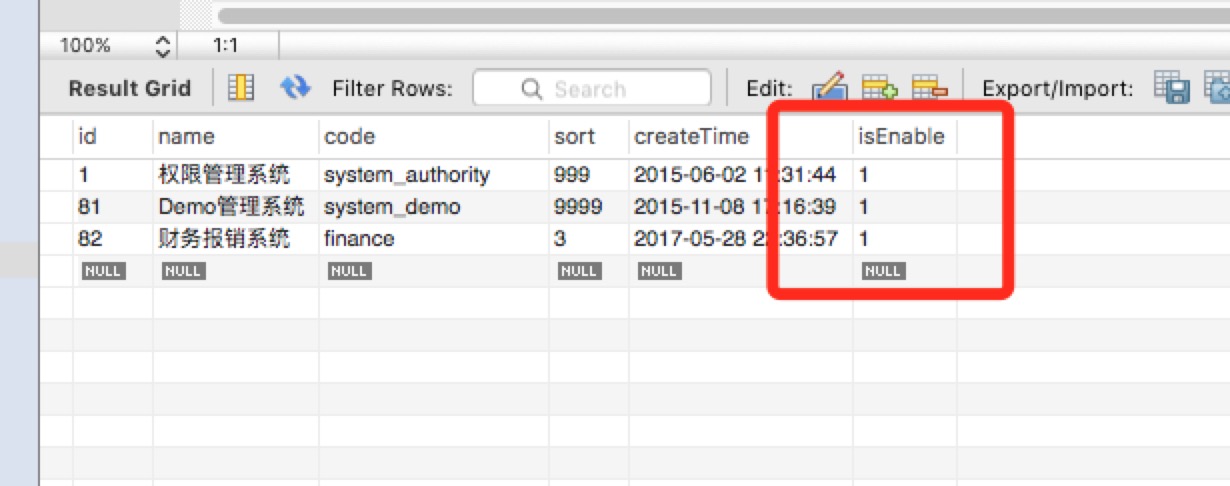 100% 1:1
Result Grid Filter Rows: Search Edit: Export/Import:
id name code sort createTime isEnable
1 权限管理系统 system_authority 999 2015-06-02 1 :31:44 1
81 Demo管理系统 system_demo 9999 2015-11-08 1 :16:39 1
82 财务报销系统 finance 3 2017-05-28 2 :36:57 1
NULL NULL NULL NULL NULL NULL